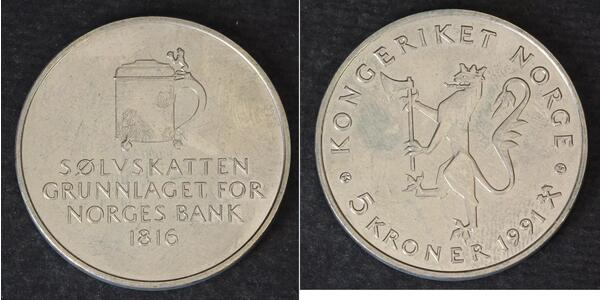 SØLVSKATTEN
GRUNNLAGET FOR
NORGES BANK
1816
KONGERIKET NORGE
5 KRONER 1991